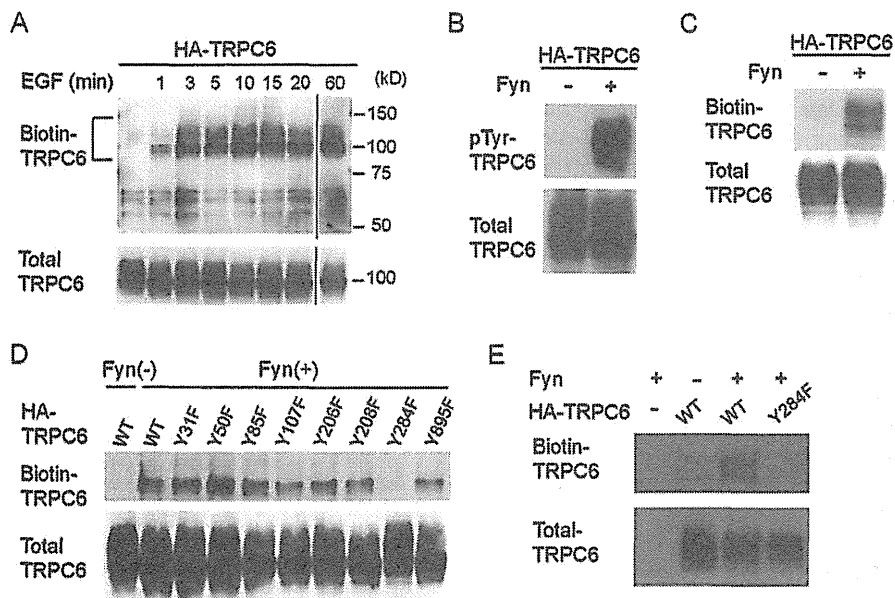 A
HA-TRPC6
EGF (min) 1 3 5 10 15 20 60 (kD)
Biotin-
TRPC6
150
100
75
50
Total
TRPC6
100
B
HA-TRPC6
Fyn - +
pTyr-
TRPC6
Total
TRPC6
C
HA-TRPC6
Fyn - +
Biotin-
TRPC6
Total
TRPC6
D
Fyn(-) Fyn(+)
HA-
TRPC6
WT WT Y31F Y50F Y85F Y107F Y206F Y208F Y284F Y895F
Biotin-
TRPC6
Total
TRPC6
E
Fyn + - + +
HA-TRPC6 - WT WT Y284F
Biotin-
TRPC6
Total-
TRPC6